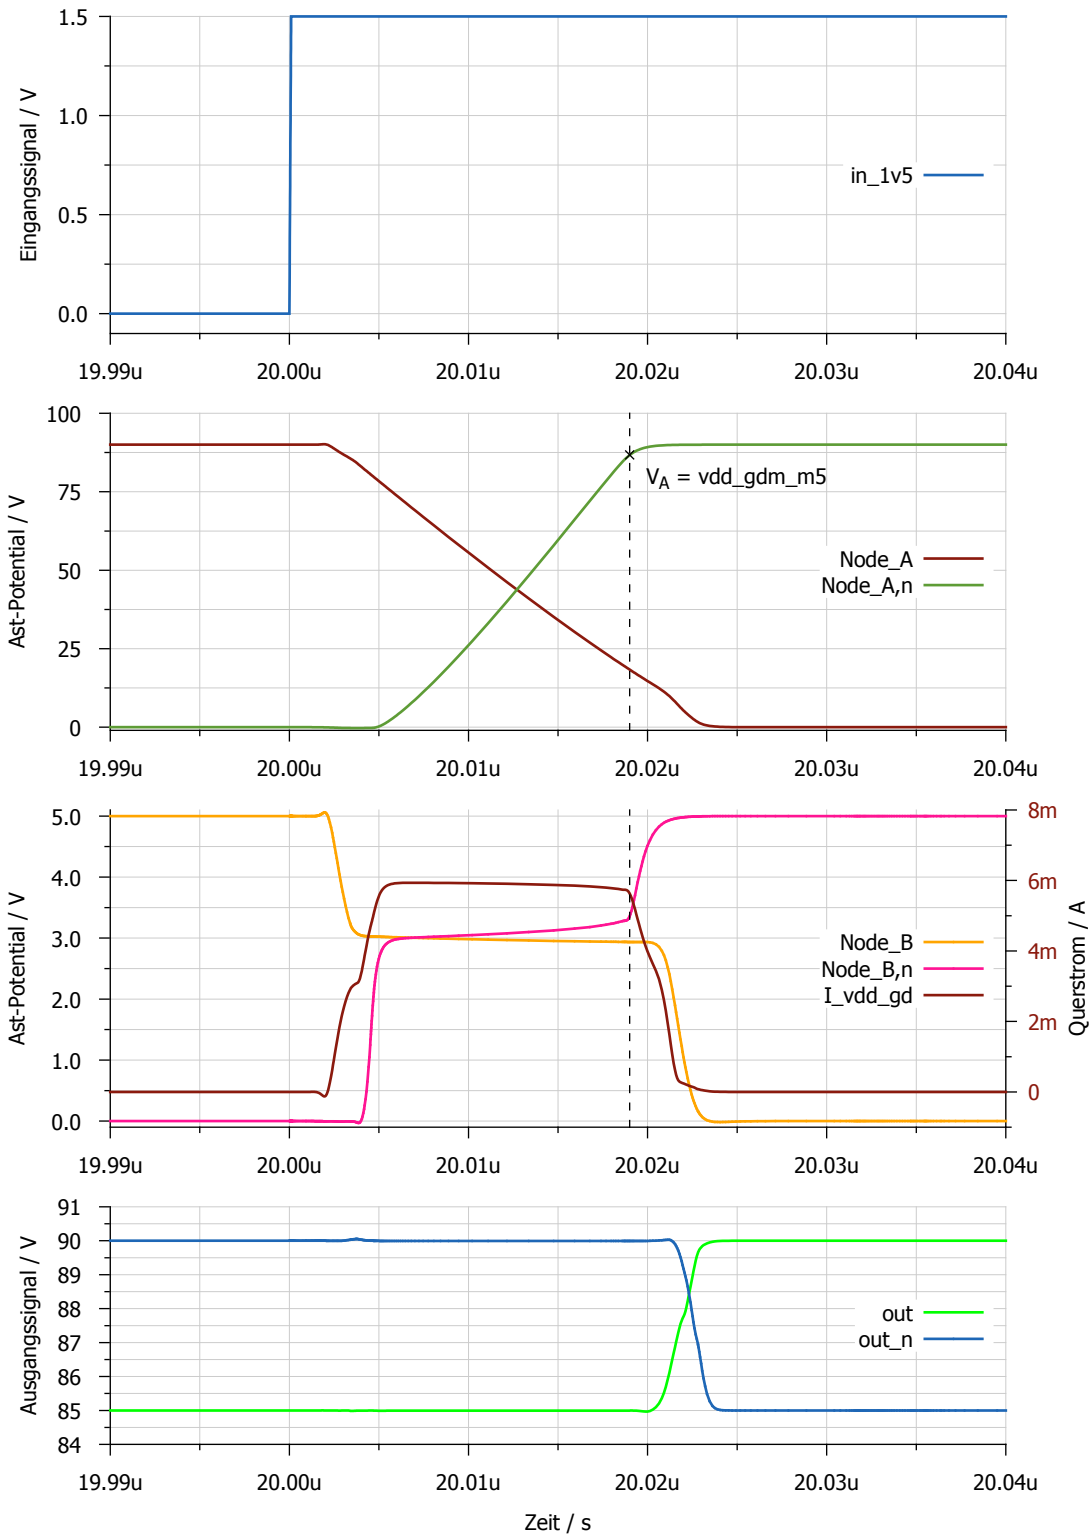 Eingangssignal / V
1.5
1.0
0.5
0.0
in_1v5
19.99u 20.00u 20.01u 20.02u 20.03u 20.04u
Ast-Potential / V
100
75
50
25
0
V_A = vdd_gdm_m5
Node_A
Node_A,n
19.99u 20.00u 20.01u 20.02u 20.03u 20.04u
Ast-Potential / V
5.0
4.0
3.0
2.0
1.0
0.0
Node_B
Node_B,n
I_vdd_gd
8m
6m
4m
2m
0
Querstrom / A
19.99u 20.00u 20.01u 20.02u 20.03u 20.04u
Ausgangssignal / V
91
90
89
88
87
86
85
84
out
out_n
19.99u 20.00u 20.01u 20.02u 20.03u 20.04u
Zeit / s